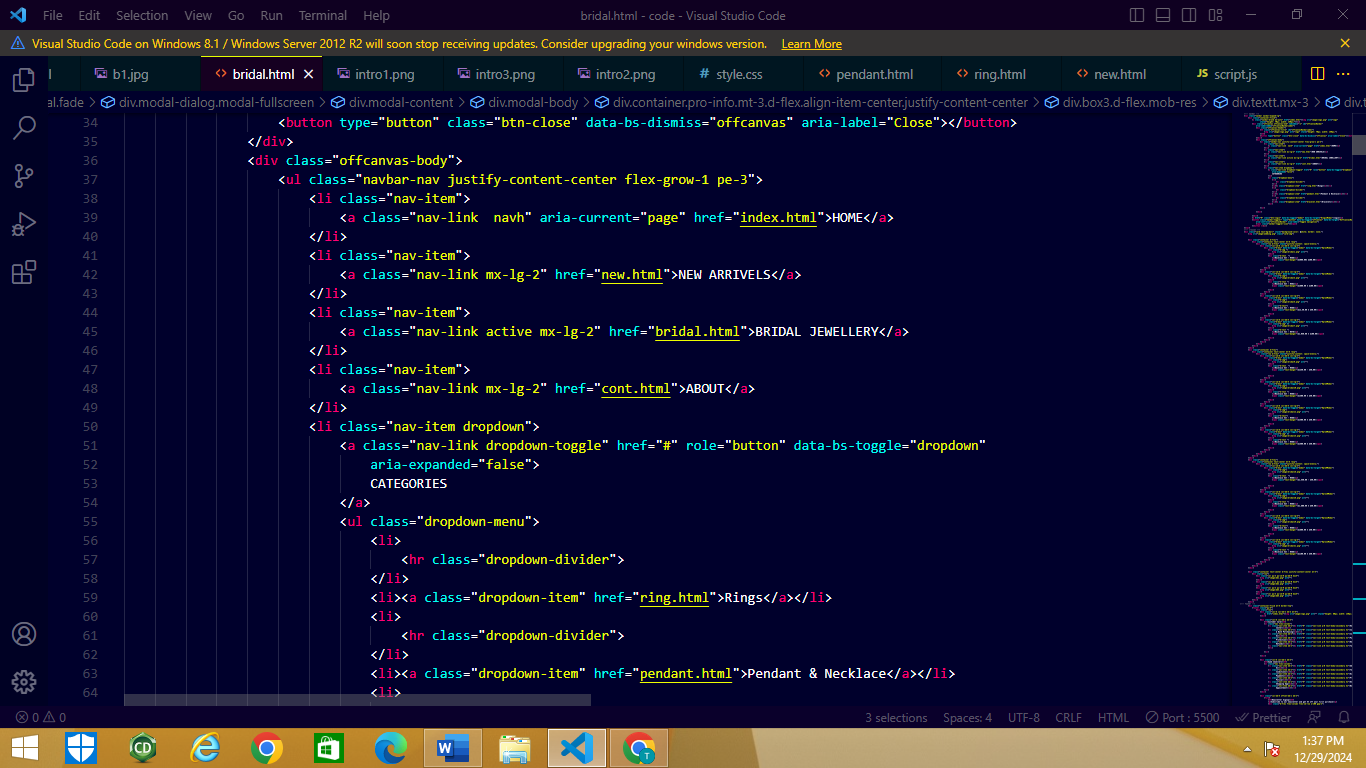 File Edit Selection View Go Run Terminal Help bridal.html - code - Visual Studio Code
Visual Studio Code on Windows 8.1 / Windows Server 2012 R2 will soon stop receiving updates. Consider upgrading your windows version. Learn More
l b1.jpg bridal.html intro1.png intro3.png intro2.png style.css pendant.html ring.html new.html JS script.js
al.fade > div.modal-dialog.modal-fullscreen > div.modal-content > div.modal-body > div.container.pro-info.mt-3.d-flex.align-item-center.justify-content-center > div.box3.d-flex.mob-res > div.textt.mx-3 > div.t
34 <button type="button" class="btn-close" data-bs-dismiss="offcanvas" aria-label="Close"></button>
35 </div>
36 <div class="offcanvas-body">
37 <ul class="navbar-nav justify-content-center flex-grow-1 pe-3">
38 <li class="nav-item">
39 <a class="nav-link  navh" aria-current="page" href="index.html">HOME</a>
40 </li>
41 <li class="nav-item">
42 <a class="nav-link mx-lg-2" href="new.html">NEW ARRIVELS</a>
43 </li>
44 <li class="nav-item">
45 <a class="nav-link active mx-lg-2" href="bridal.html">BRIDAL JEWELLERY</a>
46 </li>
47 <li class="nav-item">
48 <a class="nav-link mx-lg-2" href="cont.html">ABOUT</a>
49 </li>
50 <li class="nav-item dropdown">
51 <a class="nav-link dropdown-toggle" href="#" role="button" data-bs-toggle="dropdown"
52 aria-expanded="false">
53 CATEGORIES
54 </a>
55 <ul class="dropdown-menu">
56 <li>
57 <hr class="dropdown-divider">
58 </li>
59 <li><a class="dropdown-item" href="ring.html">Rings</a></li>
60 <li>
61 <hr class="dropdown-divider">
62 </li>
63 <li><a class="dropdown-item" href="pendant.html">Pendant & Necklace</a></li>
64 <li>
0 0 3 selections Spaces: 4 UTF-8 CRLF HTML Port : 5500 Prettier
CD W T
1:37 PM
12/29/2024